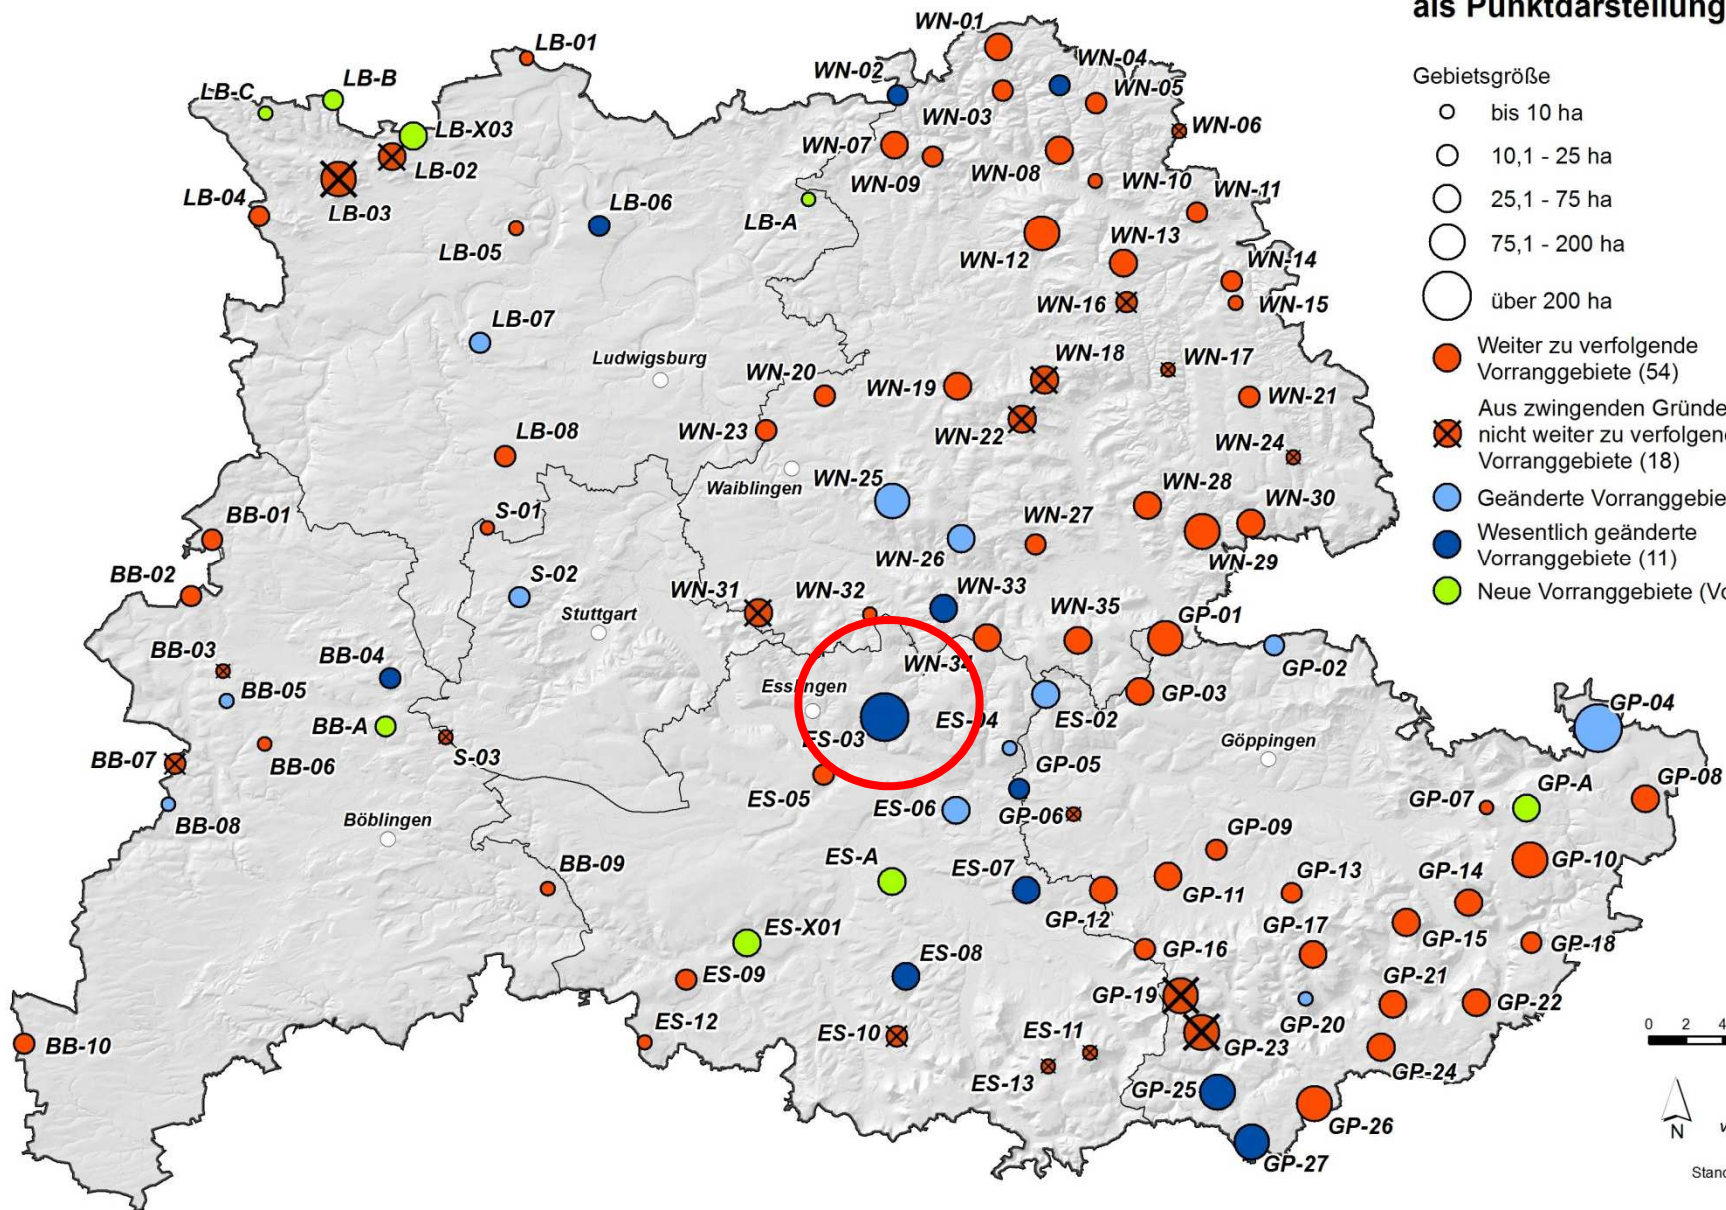 als Punktdarstellung
Gebietsgröße
bis 10 ha
10,1 - 25 ha
25,1 - 75 ha
75,1 - 200 ha
über 200 ha
Weiter zu verfolgende
Vorranggebiete (54)
Aus zwingenden Gründe
nicht weiter zu verfolgen
Vorranggebiete (18)
Geänderte Vorranggebie
Wesentlich geänderte
Vorranggebiete (11)
Neue Vorranggebiete (Vo
WN-01
LB-01
WN-02
WN-04
LB-B
LB-C
WN-05
WN-03
LB-X03
WN-06
WN-07
LB-02
WN-08
WN-09
WN-10
LB-03
LB-04
WN-11
LB-06
LB-A
LB-05
WN-12
WN-13
WN-14
WN-16
WN-15
LB-07
Ludwigsburg
WN-18
WN-17
WN-20
WN-19
WN-21
LB-08
WN-23
WN-22
WN-24
WN-25
Waiblingen
WN-28
S-01
BB-01
WN-27
WN-30
WN-26
WN-29
BB-02
S-02
WN-31
WN-32
WN-33
Stuttgart
WN-35
GP-01
BB-03
BB-04
WN-34
GP-02
BB-05
Esslingen
GP-03
ES-02
GP-04
BB-A
ES-04
ES-03
Göppingen
S-03
BB-07
BB-06
GP-05
GP-08
GP-A
ES-05
ES-06
GP-06
GP-07
BB-08
Böblingen
GP-09
BB-09
ES-A
ES-07
GP-13
GP-14
GP-10
GP-11
GP-12
GP-17
ES-X01
GP-15
GP-18
GP-16
ES-08
ES-09
GP-21
GP-19
GP-22
GP-20
ES-12
ES-10
ES-11
BB-10
GP-23
GP-24
ES-13
GP-25
GP-26
GP-27
0 2 4
N
Stand